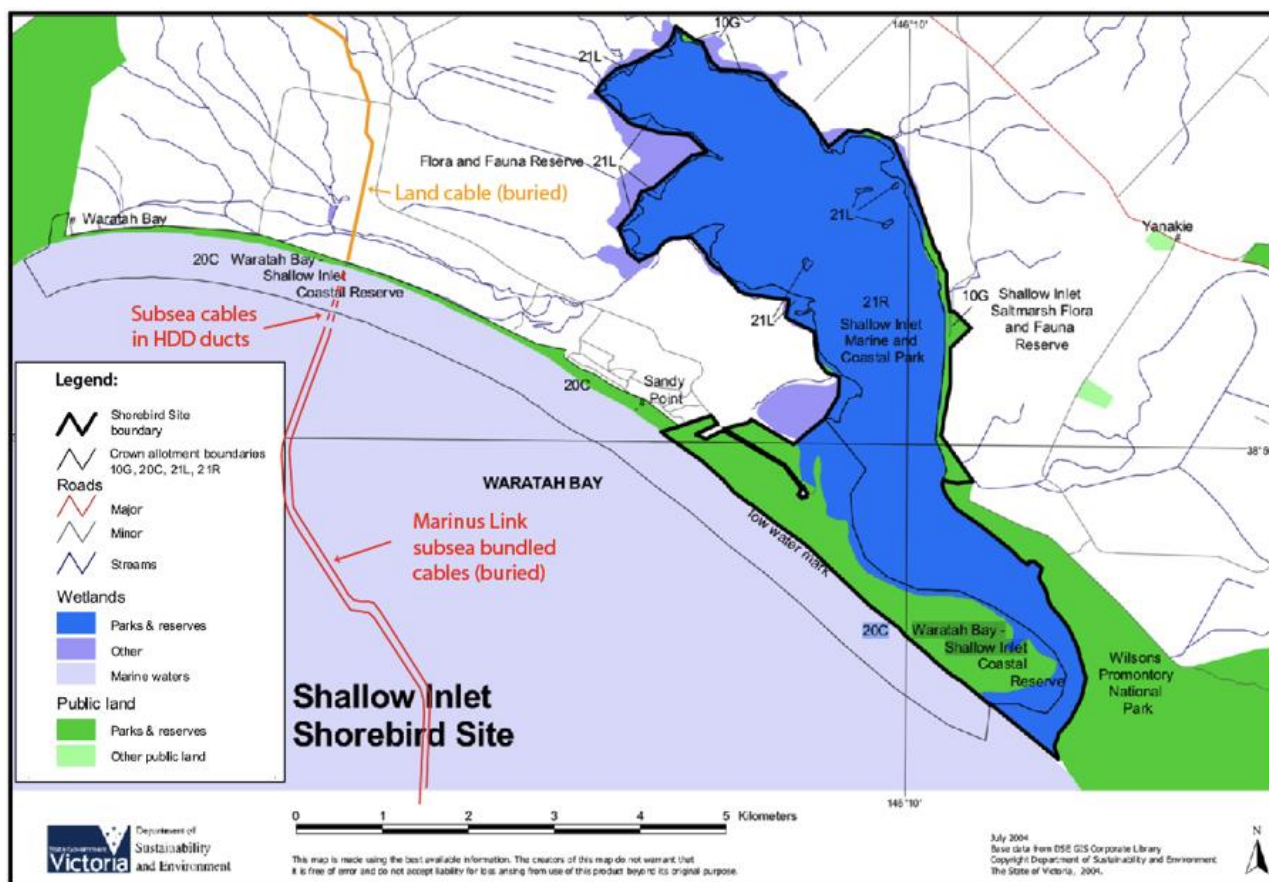 10G
146°10'
21L
Flora and Fauna Reserve 21L
Land cable (buried)
Waratah Bay
20C Waratah Bay -
Shallow Inlet
Coastal Reserve
Subsea cables
in HDD ducts
21L
Yanakie
21L
21R
Shallow Inlet
Marine and
Coastal Park
10G Shallow Inlet
Saltmarsh Flora
and Fauna
Reserve
20C
Sandy
Point
WARATAH BAY
low water mark
Marinus Link
subsea bundled
cables (buried)
20C
Waratah Bay -
Shallow Inlet
Coastal
Reserve
Wilsons
Promontory
National
Park
Legend:
Shorebird Site
boundary
Crown allotment boundaries
10G, 20C, 21L, 21R
Roads
Major
Minor
Streams
Wetlands
Parks & reserves
Other
Marine waters
Public land
Parks & reserves
Other public land
Shallow Inlet
Shorebird Site
146°10'
0 1 2 3 4 5 Kilometers
Victoria
Department of
Sustainability
and Environment
This map is made using the best available information. The creators of this map do not warrant that
it is free of error and do not accept liability for loss arising from use of this product beyond its original purpose.
July 2004
Base data from DSE GIS Corporate Library
Copyright Department of Sustainability and Environment
The State of Victoria, 2004.
N